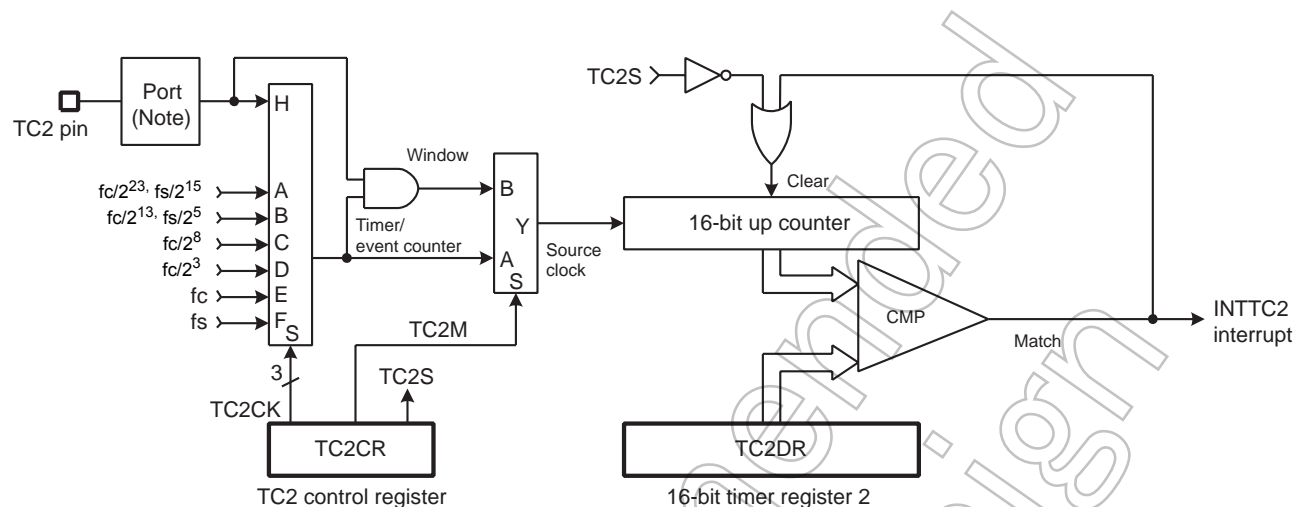 TC2 pin
Port
(Note)
H
fc/2^23, fs/2^15
A
fc/2^13, fs/2^5
B
fc/2^8
C
fc/2^3
D
fc
E
fs
F
S
3
TC2CK
Window
Timer/
event counter
B
Y
A
S
Source
clock
TC2M
TC2S
TC2CR
TC2 control register
TC2S
Clear
16-bit up counter
CMP
Match
INTTC2
interrupt
TC2DR
16-bit timer register 2